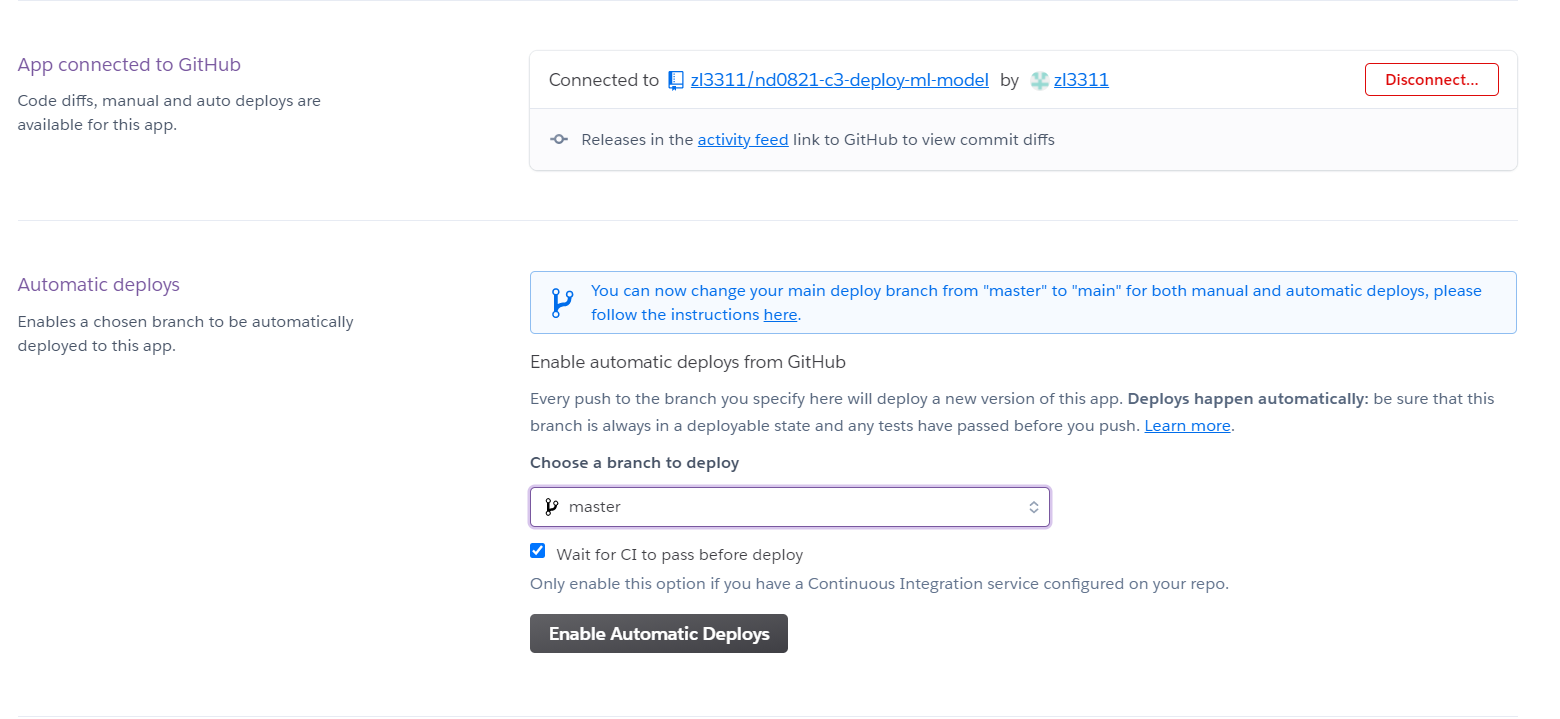 App connected to GitHub
Code diffs, manual and auto deploys are
available for this app.
Connected to zl3311/nd0821-c3-deploy-ml-model by zl3311
Disconnect...
Releases in the activity feed link to GitHub to view commit diffs
Automatic deploys
Enables a chosen branch to be automatically
deployed to this app.
You can now change your main deploy branch from "master" to "main" for both manual and automatic deploys, please
follow the instructions here.
Enable automatic deploys from GitHub
Every push to the branch you specify here will deploy a new version of this app. Deploys happen automatically: be sure that this
branch is always in a deployable state and any tests have passed before you push. Learn more.
Choose a branch to deploy
master
Wait for CI to pass before deploy
Only enable this option if you have a Continuous Integration service configured on your repo.
Enable Automatic Deploys